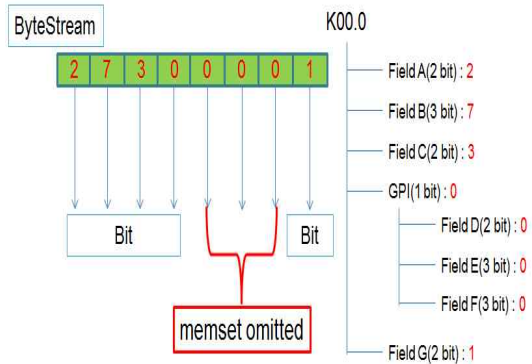 ByteStream
2 7 3 0 0 0 0 1
Bit
Bit
memset omitted
K00.0
Field A(2 bit) : 2
Field B(3 bit) : 7
Field C(2 bit) : 3
GPI(1 bit) : 0
Field D(2 bit) : 0
Field E(3 bit) : 0
Field F(3 bit) : 0
Field G(2 bit) : 1